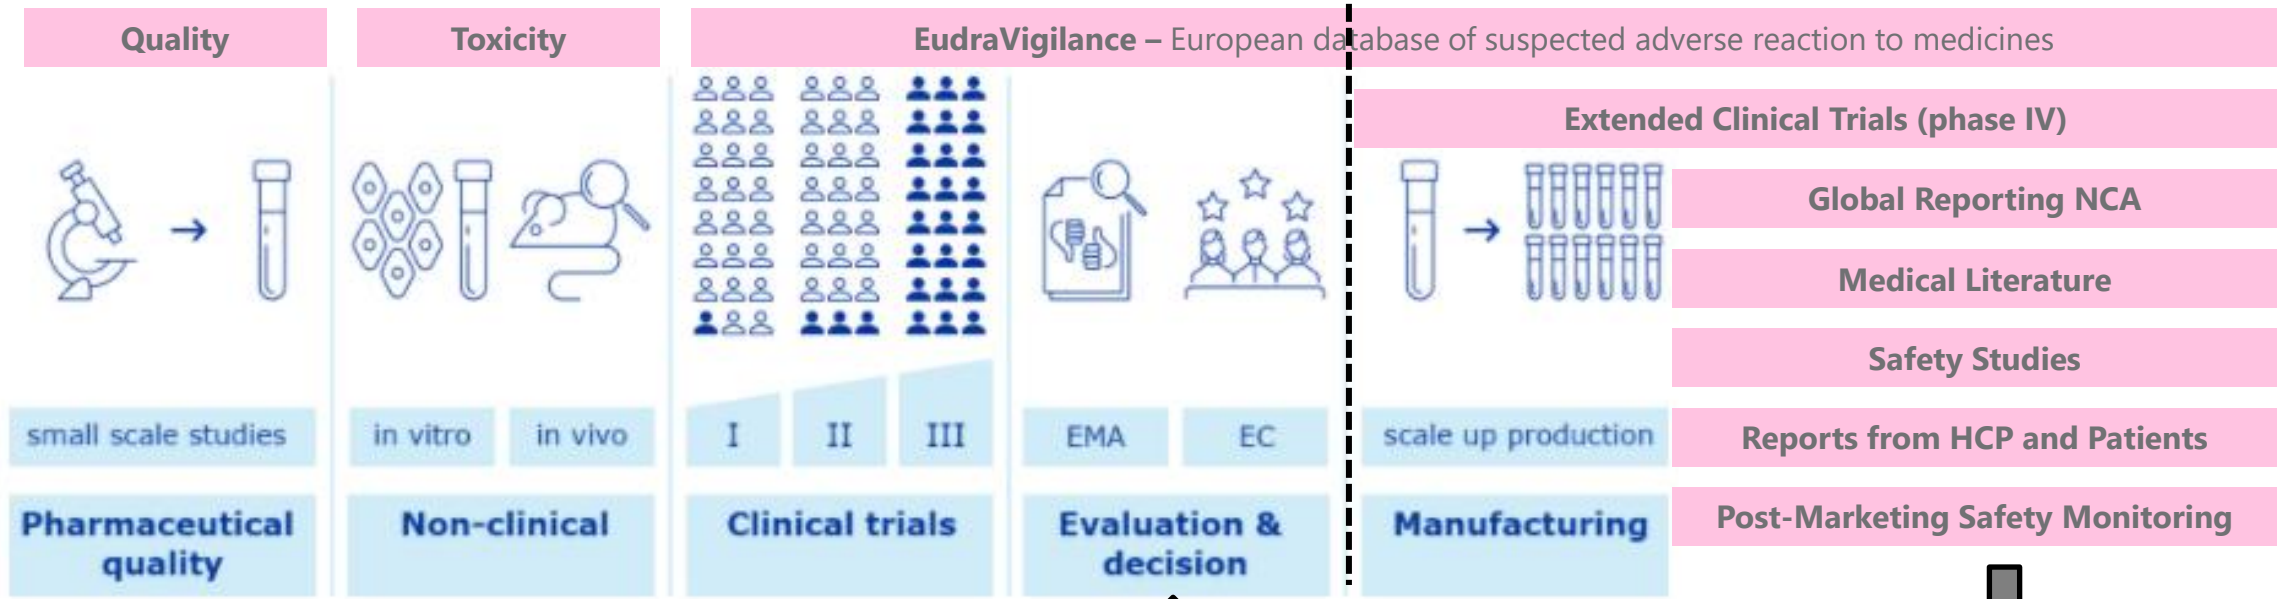 Quality
Toxicity
EudraVigilance – European database of suspected adverse reaction to medicines
Extended Clinical Trials (phase IV)
Global Reporting NCA
Medical Literature
Safety Studies
Reports from HCP and Patients
Post-Marketing Safety Monitoring
small scale studies
in vitro
in vivo
I
II
III
EMA
EC
scale up production
Pharmaceutical
quality
Non-clinical
Clinical trials
Evaluation &
decision
Manufacturing